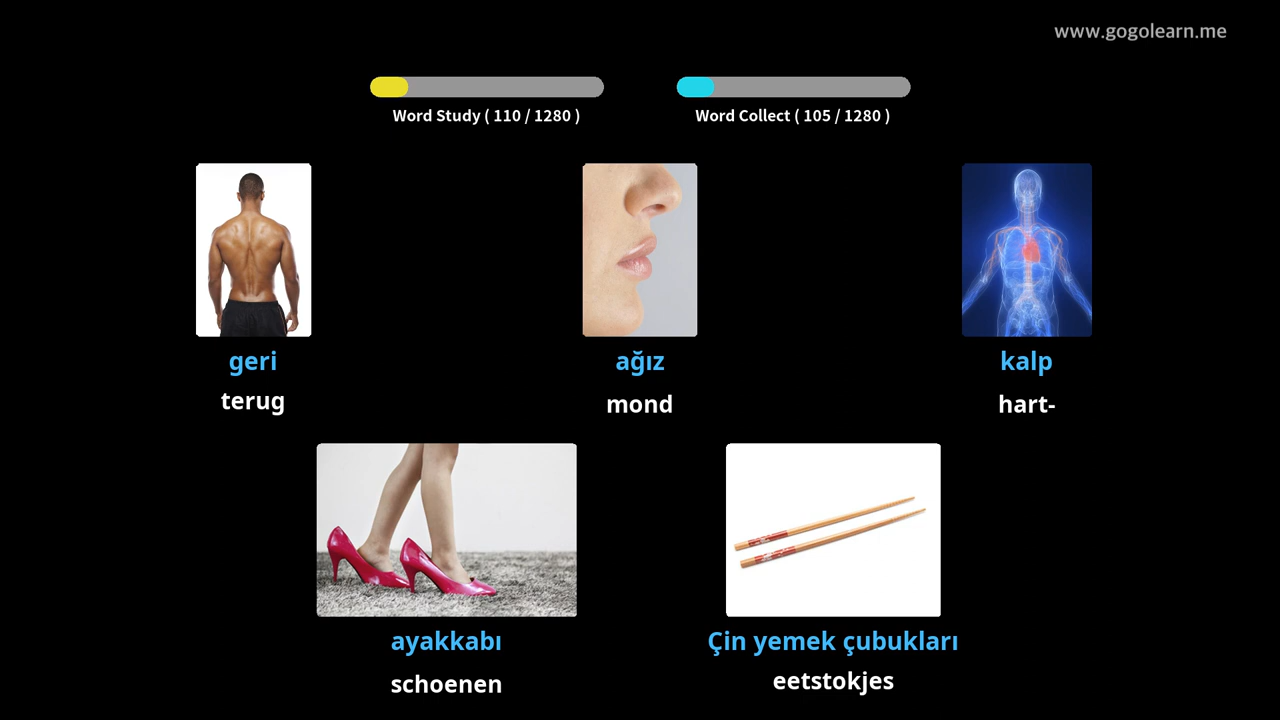 www.gogolearn.me
Word Study ( 110 / 1280 )
Word Collect ( 105 / 1280 )
geri
ağız
kalp
terug
mond
hart-
ayakkabı
Çin yemek çubukları
schoenen
eetstokjes